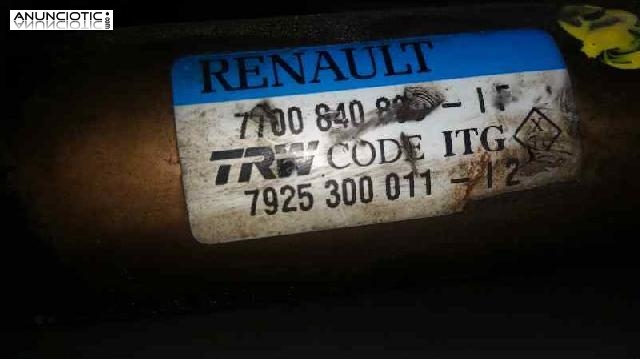 ANUNCIOTIC
RENAULT
7700 840
TRW CODE ITG
7925 300 011-12